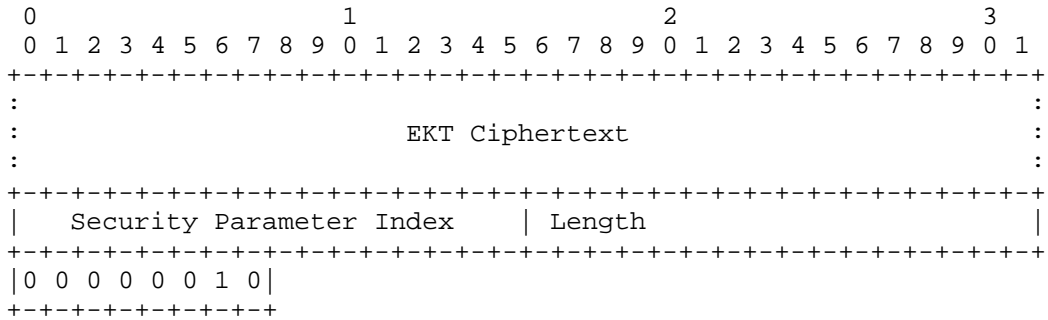 0                   1                   2                   3
 0 1 2 3 4 5 6 7 8 9 0 1 2 3 4 5 6 7 8 9 0 1 2 3 4 5 6 7 8 9 0 1
+-+-+-+-+-+-+-+-+-+-+-+-+-+-+-+-+-+-+-+-+-+-+-+-+-+-+-+-+-+-+-+-+
:                                                               :
:                        EKT Ciphertext                         :
:                                                               :
+-+-+-+-+-+-+-+-+-+-+-+-+-+-+-+-+-+-+-+-+-+-+-+-+-+-+-+-+-+-+-+-+
|   Security Parameter Index    | Length                        |
+-+-+-+-+-+-+-+-+-+-+-+-+-+-+-+-+-+-+-+-+-+-+-+-+-+-+-+-+-+-+-+-+
|0 0 0 0 0 0 1 0|
+-+-+-+-+-+-+-+-+